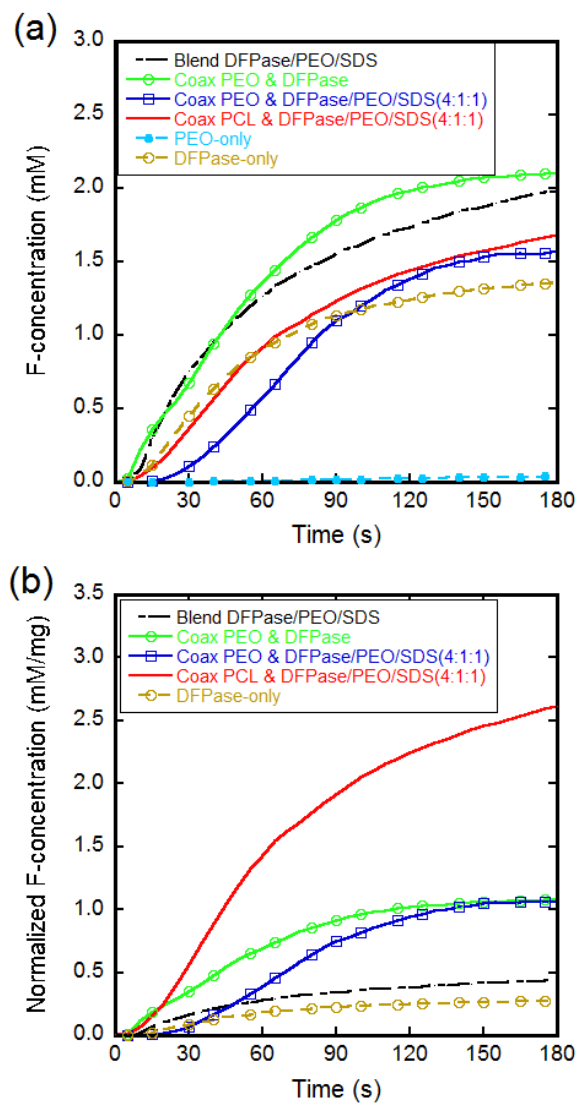 (a)
3.0
2.5
2.0
1.5
1.0
0.5
0.0
F-concentration (mM)
Blend DFPase/PEO/SDS
Coax PEO & DFPase
Coax PEO & DFPase/PEO/SDS(4:1:1)
Coax PCL & DFPase/PEO/SDS(4:1:1)
PEO-only
DFPase-only
0 30 60 90 120 150 180
Time (s)
(b)
3.5
3.0
2.5
2.0
1.5
1.0
0.5
0.0
Normalized F-concentration (mM/mg)
Blend DFPase/PEO/SDS
Coax PEO & DFPase
Coax PEO & DFPase/PEO/SDS(4:1:1)
Coax PCL & DFPase/PEO/SDS(4:1:1)
DFPase-only
0 30 60 90 120 150 180
Time (s)